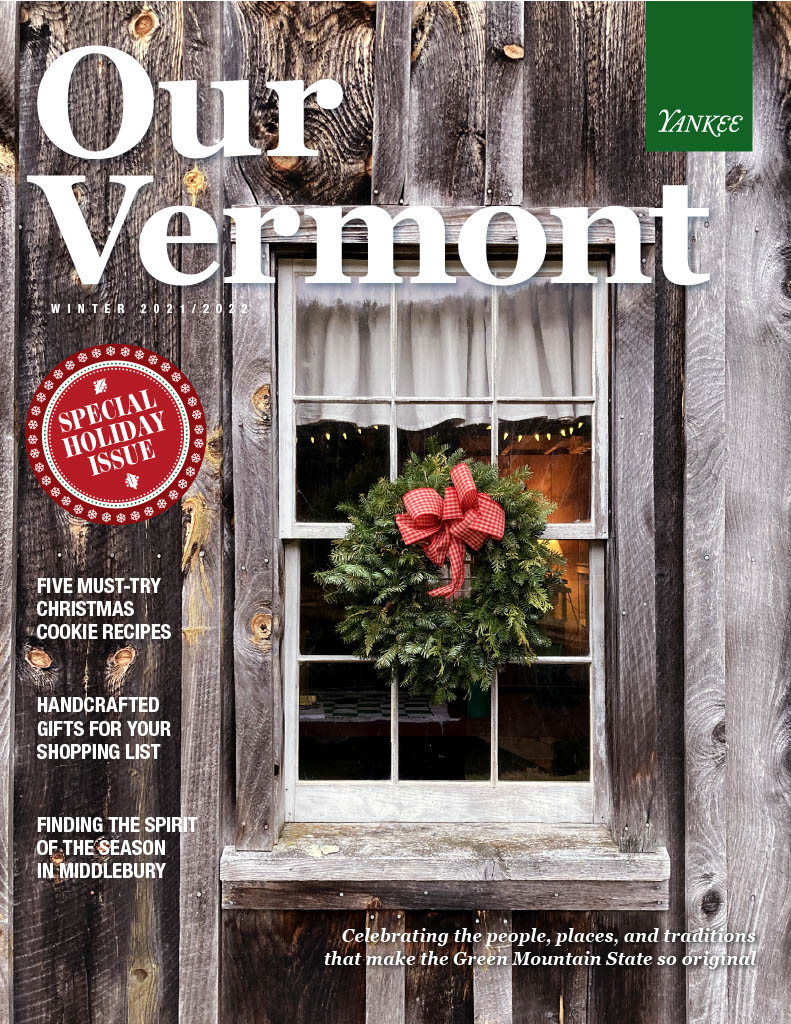 Our
Vermont
YANKEE
WINTER 2021/2022
SPECIAL
HOLIDAY
ISSUE
FIVE MUST-TRY
CHRISTMAS
COOKIE RECIPES
HANDCRAFTED
GIFTS FOR YOUR
SHOPPING LIST
FINDING THE SPIRIT
OF THE SEASON
IN MIDDLEBURY
Celebrating the people, places, and traditions
that make the Green Mountain State so original